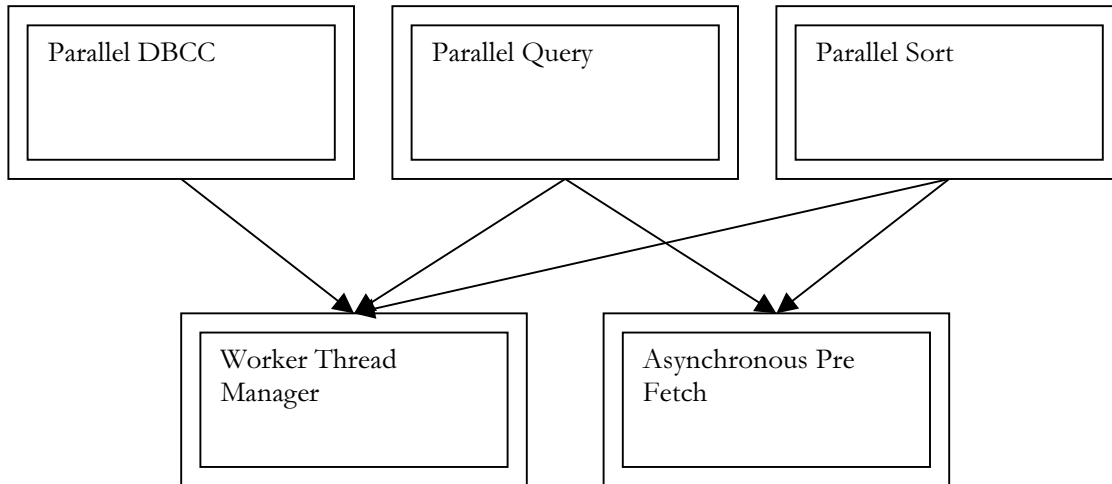 Parallel DBCC
Parallel Query
Parallel Sort
Worker Thread
Manager
Asynchronous Pre
Fetch